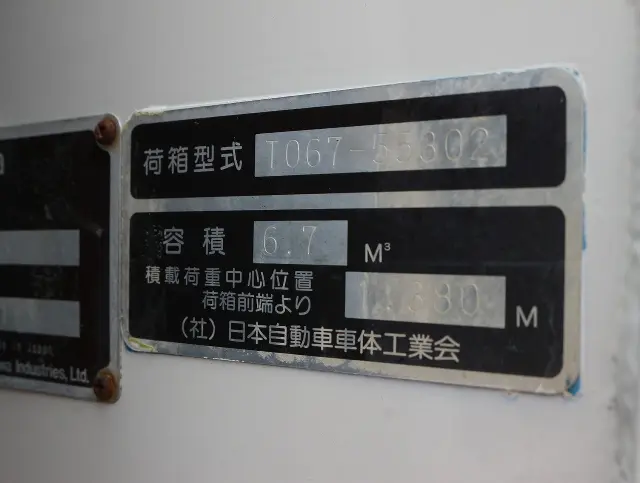 荷箱型式 T067-55302
容積 6.7 M³
積載荷重中心位置
荷箱前端より M
(社)日本自動車車体工業会
Industries, Ltd.